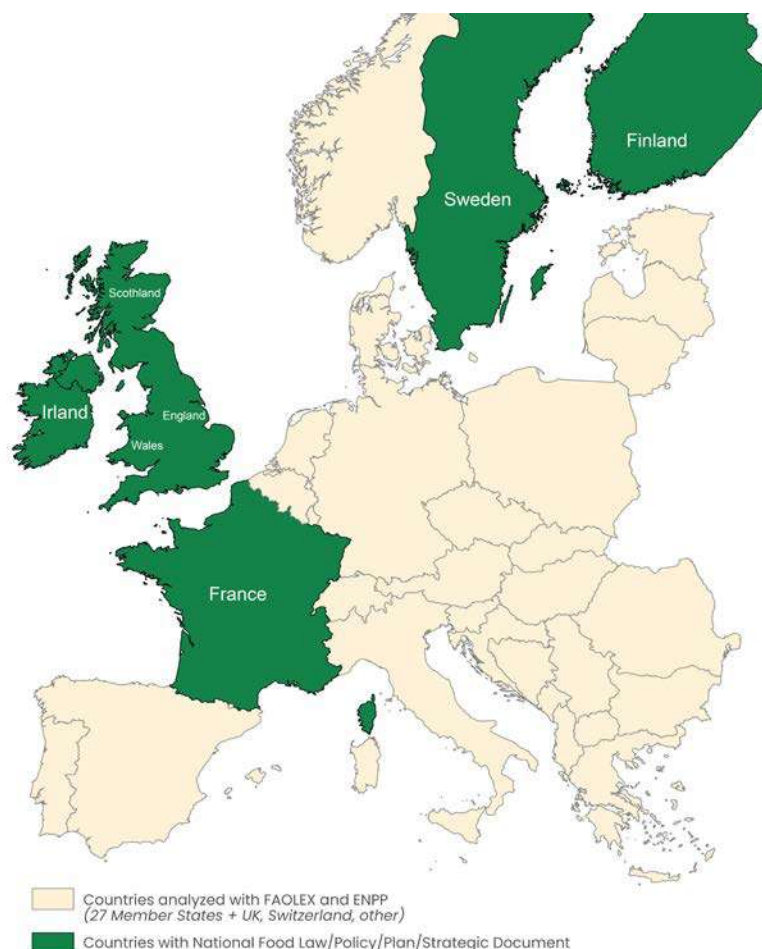 Finland
Sweden
Scothland
Irland
England
Wales
France
Countries analyzed with FAOLEX and ENPP
(27 Member States + UK, Switzerland, other)
Countries with National Food Law/Policy/Plan/Strategic Document